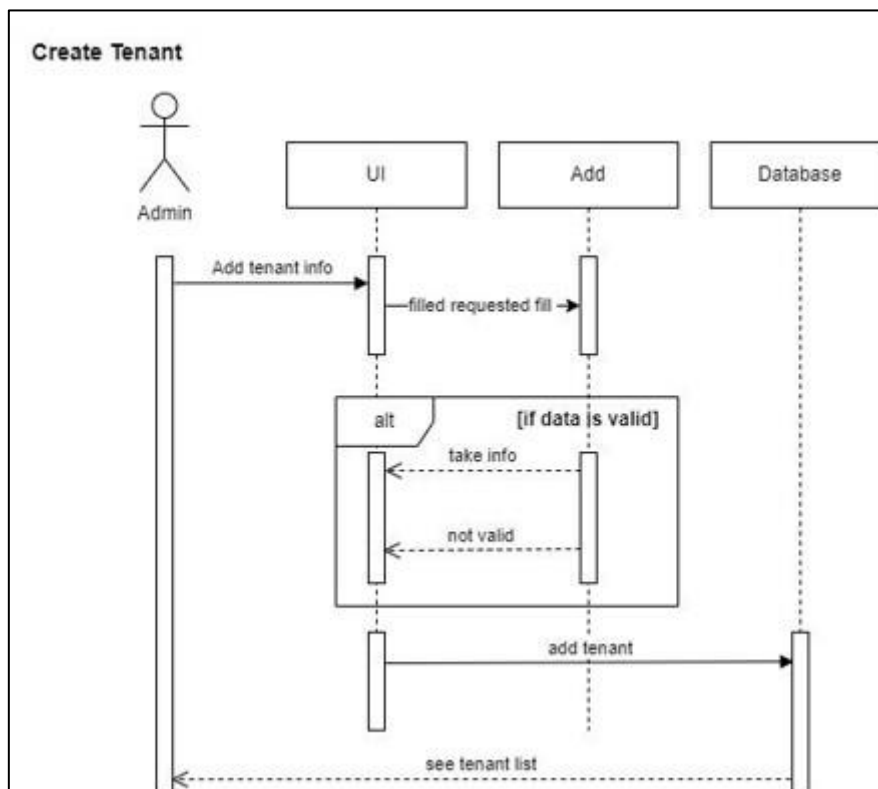 Create Tenant
Admin
UI
Add
Database
Add tenant info
filled requested fill
alt
[if data is valid]
take info
not valid
add tenant
see tenant list